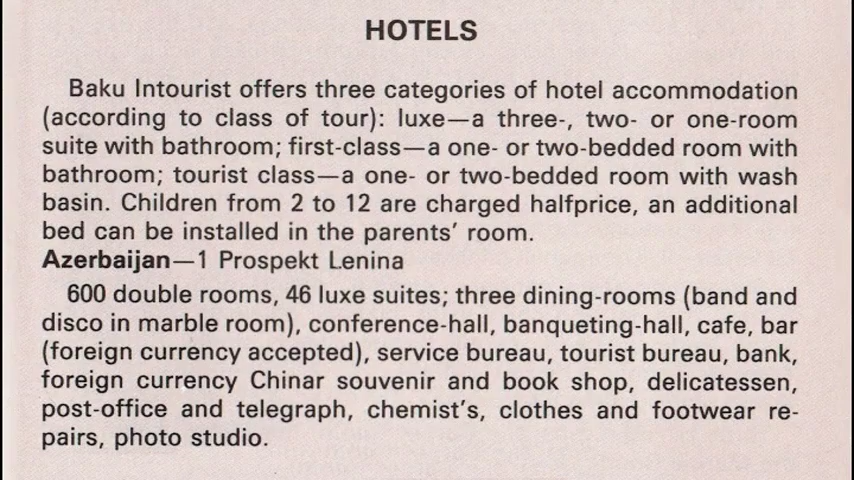 HOTELS
Baku Intourist offers three categories of hotel accommodation
(according to class of tour): luxe—a three-, two- or one-room
suite with bathroom; first-class—a one- or two-bedded room with
bathroom; tourist class—a one- or two-bedded room with wash
basin. Children from 2 to 12 are charged halfprice, an additional
bed can be installed in the parents' room.
Azerbaijan—1 Prospekt Lenina
600 double rooms, 46 luxe suites; three dining-rooms (band and
disco in marble room), conference-hall, banqueting-hall, cafe, bar
(foreign currency accepted), service bureau, tourist bureau, bank,
foreign currency Chinar souvenir and book shop, delicatessen,
post-office and telegraph, chemist's, clothes and footwear re-
pairs, photo studio.